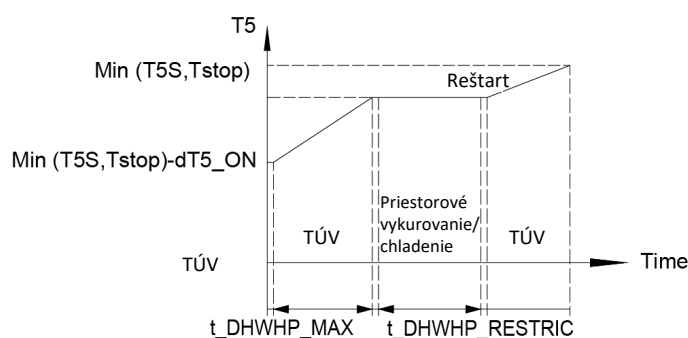 T5
Min (T5S,Tstop)
Reštart
Min (T5S,Tstop)-dT5_ON
Priestorové
vykurovanie/
chladenie
TÚV
TÚV
TÚV
Time
t_DHWHP_MAX
t_DHWHP_RESTRIC